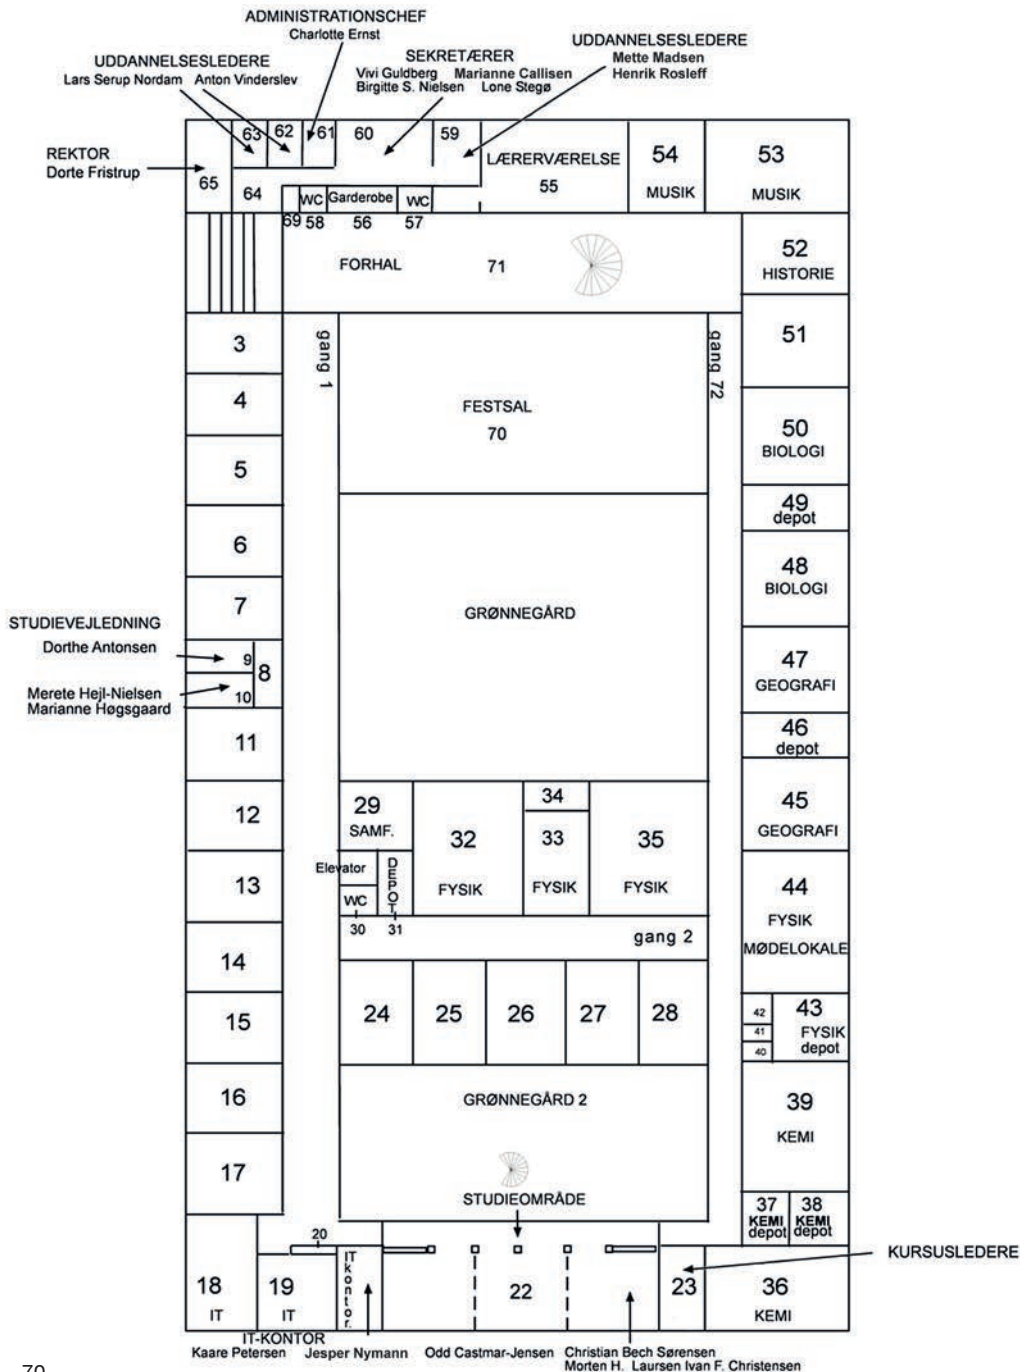 ADMINISTRATIONSCHEF
Charlotte Ernst
UDDANNELSESLEDERE
Lars Serup Nordam Anton Vinderslev
SEKRETÆRER
Vivi Guldberg Marianne Callisen
Birgitte S. Nielsen Lone Stegø
UDDANNELSESLEDERE
Mette Madsen
Henrik Rosleff
REKTOR
Dorte Fristrup
65
63
62
61
60
59
64
LÆRERVÆRELSE
55
54
MUSIK
53
MUSIK
WC
Garderobe
WC
69
58
56
57
FORHAL
71
52
HISTORIE
3
gang 1
gang 72
51
4
FESTSAL
70
50
BIOLOGI
5
49
depot
6
48
BIOLOGI
7
GRØNNEGÅRD
STUDIEVEJLEDNING
Dorthe Antonsen
9
8
Merete Hejl-Nielsen
Marianne Høgsgaard
10
47
GEOGRAFI
11
46
depot
12
29
SAMF.
32
FYSIK
34
33
FYSIK
35
FYSIK
45
GEOGRAFI
13
Elevator
WC
DEPOT
30
31
44
FYSIK
MØDELOKALE
14
gang 2
15
24
25
26
27
28
42
41
40
43
FYSIK
depot
16
GRØNNEGÅRD 2
39
KEMI
17
STUDIEOMRÅDE
37
KEMI
depot
38
KEMI
depot
20
KURSUSLEDERE
18
IT
19
IT
IT kontor.
22
23
36
KEMI
IT-KONTOR
Kaare Petersen Jesper Nymann Odd Castmar-Jensen Christian Bech Sørensen
Morten H. Laursen Ivan F. Christensen
70